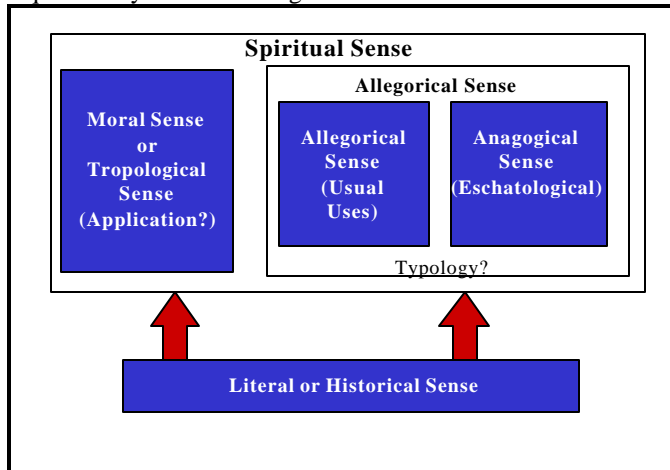 Spiritual Sense
Moral Sense
or
Tropological
Sense
(Application?)
Allegorical Sense
Allegorical
Sense
(Usual
Uses)
Anagogical
Sense
(Eschatological)
Typology?
Literal or Historical Sense